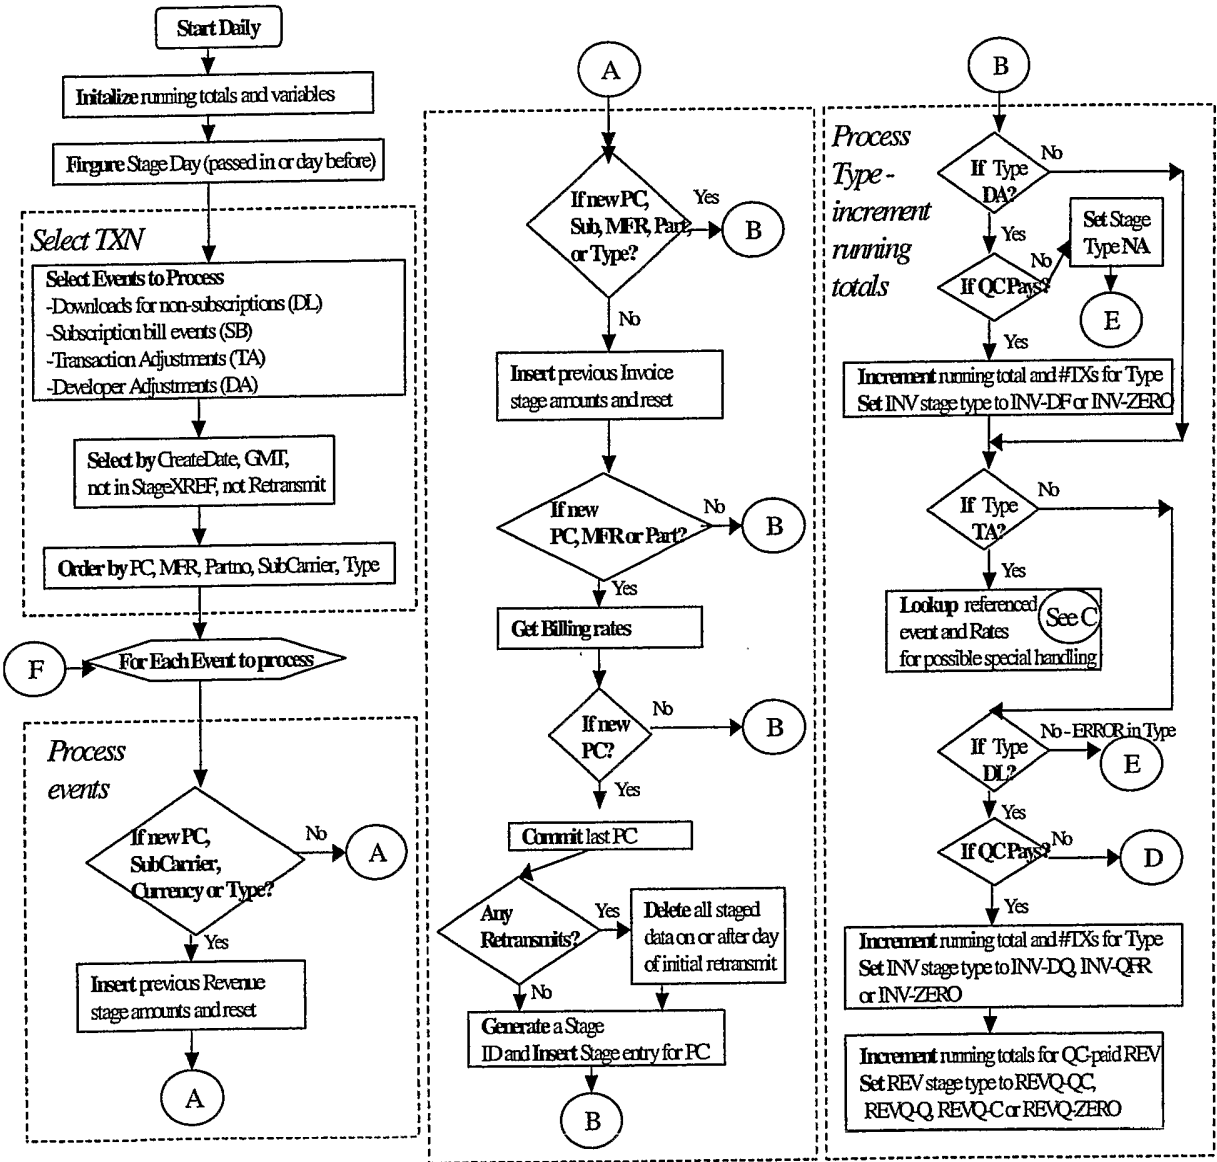 Start Daily
Initalize running totals and variables
Firgure Stage Day (passed in or day before)
Select TXN
Select Events to Process
-Downloads for non-subscriptions (DL)
-Subscription bill events (SB)
-Transaction Adjustments (TA)
-Developer Adjustments (DA)
Select by CreateDate, GMT,
not in StageXREF, not Retransmit
Order by PC, MFR, Partno, SubCarrier, Type
F
For Each Event to process
Process
events
If new PC,
SubCarrier,
Currency or Type?
No
A
Yes
Insert previous Revenue
stage amounts and reset
A
A
If new PC,
Sub, MFR, Part,
or Type?
Yes
B
No
Insert previous Invoice
stage amounts and reset
If new
PC, MFR or Part?
No
B
Yes
Get Billing rates
If new
PC?
No
B
Yes
Commit last PC
Any
Retransmits?
Yes
Delete all staged
data on or after day
of initial retransmit
No
Generate a Stage
ID and Insert Stage entry for PC
B
B
Process
Type -
increment
running
totals
If Type
DA?
No
Yes
If QC Pays?
No
Set Stage
Type NA
E
Yes
Increment running total and #TXs for Type
Set INV stage type to INV-DF or INV-ZERO
If Type
TA?
No
Yes
Lookup referenced
event and Rates
for possible special handling
See C
If Type
DL?
No - ERROR in Type
E
Yes
If QC Pays?
No
D
Yes
Increment running total and #TXs for Type
Set INV stage type to INV-DQ, INV-QFR
or INV-ZERO
Increment running totals for QC-paid REV
Set REV stage type to REVQ-QC,
REVQ-Q, REVQ-C or REVQ-ZERO